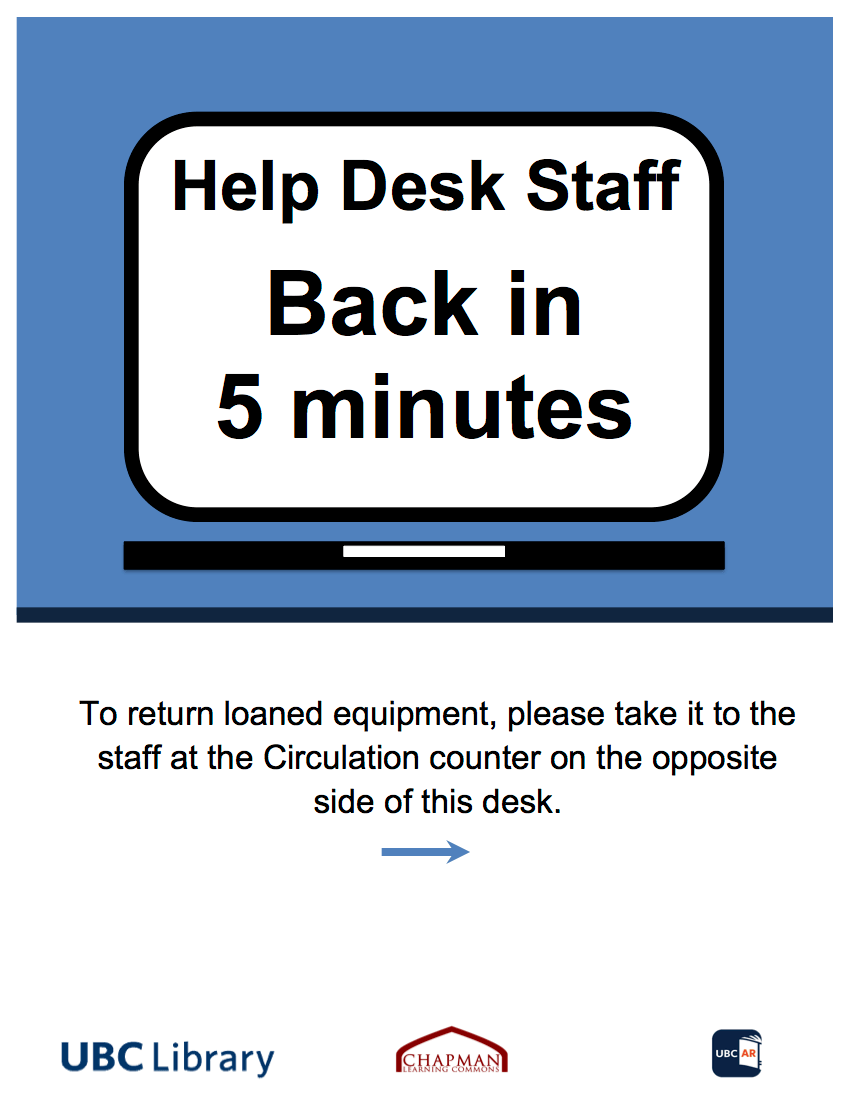 Help Desk Staff
Back in
5 minutes
To return loaned equipment, please take it to the
staff at the Circulation counter on the opposite
side of this desk.
UBC Library
CHAPMAN
LEARNING COMMONS
UBC AR